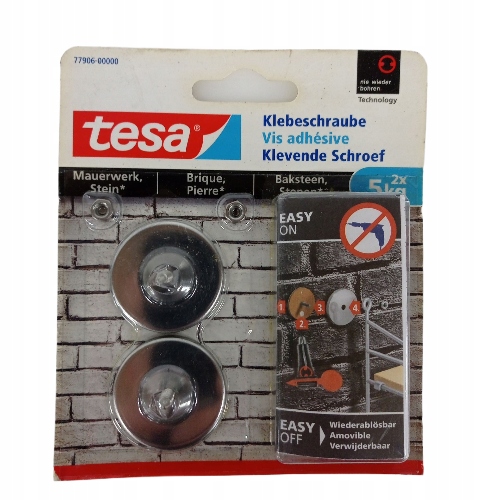 77906-00000
nie wieder
bohren.
Technology
tesa®
Klebeschraube
Vis adhésive
Klevende Schroef
Mauerwerk,
Stein*
Brique,
Pierre*
Baksteen,
Stenen*
2x
5kg
EASY
ON
1 2. 3. 4.
EASY
OFF
Wiederablösbar
Amovible
Verwijderbaar